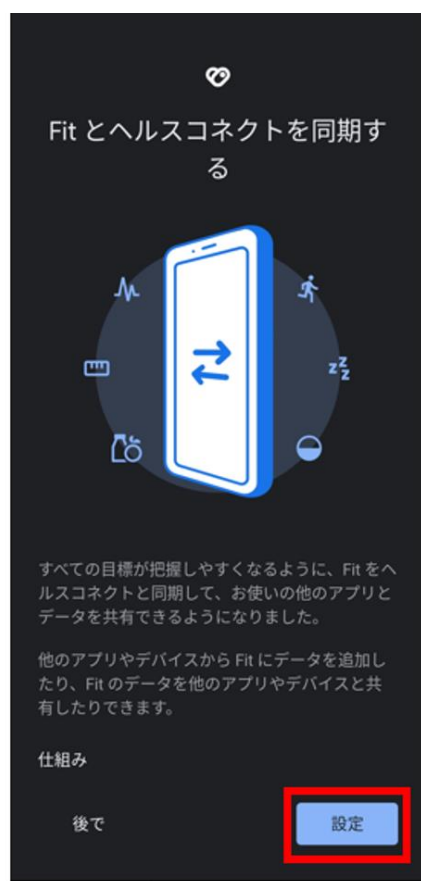 Fit とヘルスコネクトを同期す
る
zzz
すべての目標が把握しやすくなるように、Fit をヘ
ルスコネクトと同期して、お使いの他のアプリと
データを共有できるようになりました。
他のアプリやデバイスから Fit にデータを追加し
たり、Fit のデータを他のアプリやデバイスと共
有したりできます。
仕組み
後で
設定